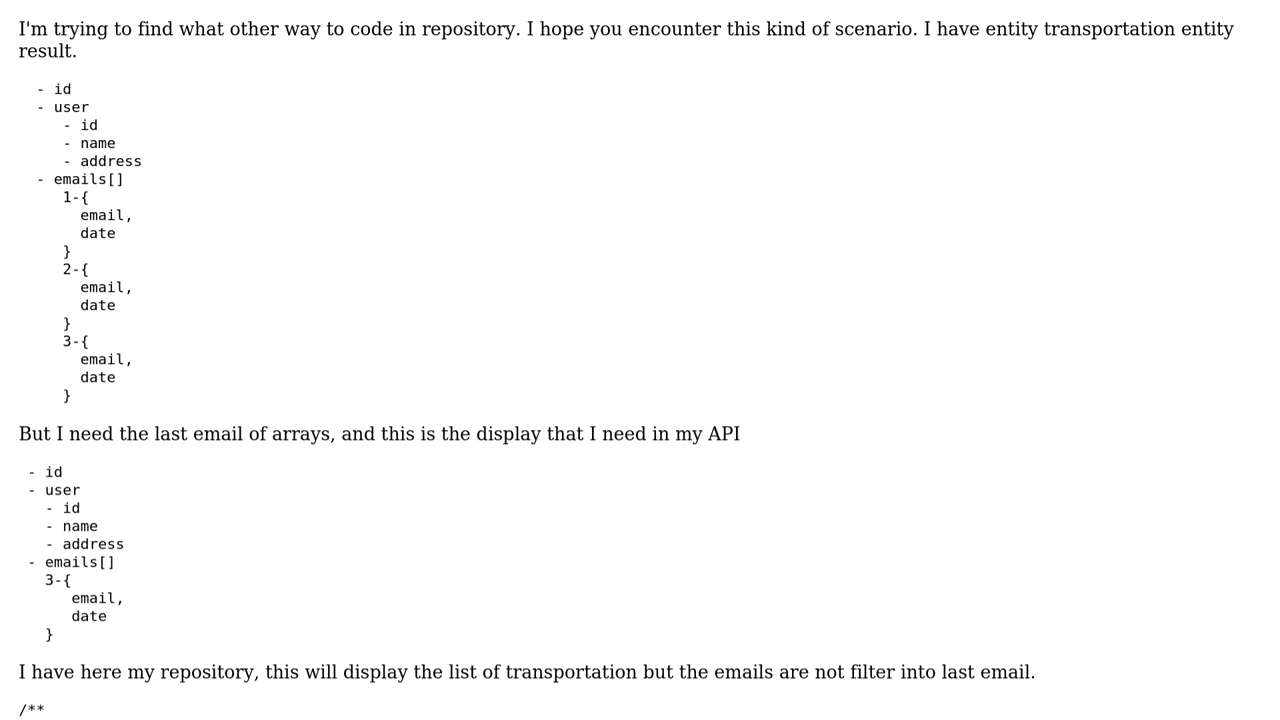 I'm trying to find what other way to code in repository. I hope you encounter this kind of scenario. I have entity transportation entity
result.
- id
- user
- id
- name
- address
- emails[]
1-{
email,
date
}
2-{
email,
date
}
3-{
email,
date
}
But I need the last email of arrays, and this is the display that I need in my API
- id
- user
- id
- name
- address
- emails[]
3-{
email,
date
}
I have here my repository, this will display the list of transportation but the emails are not filter into last email.
/**